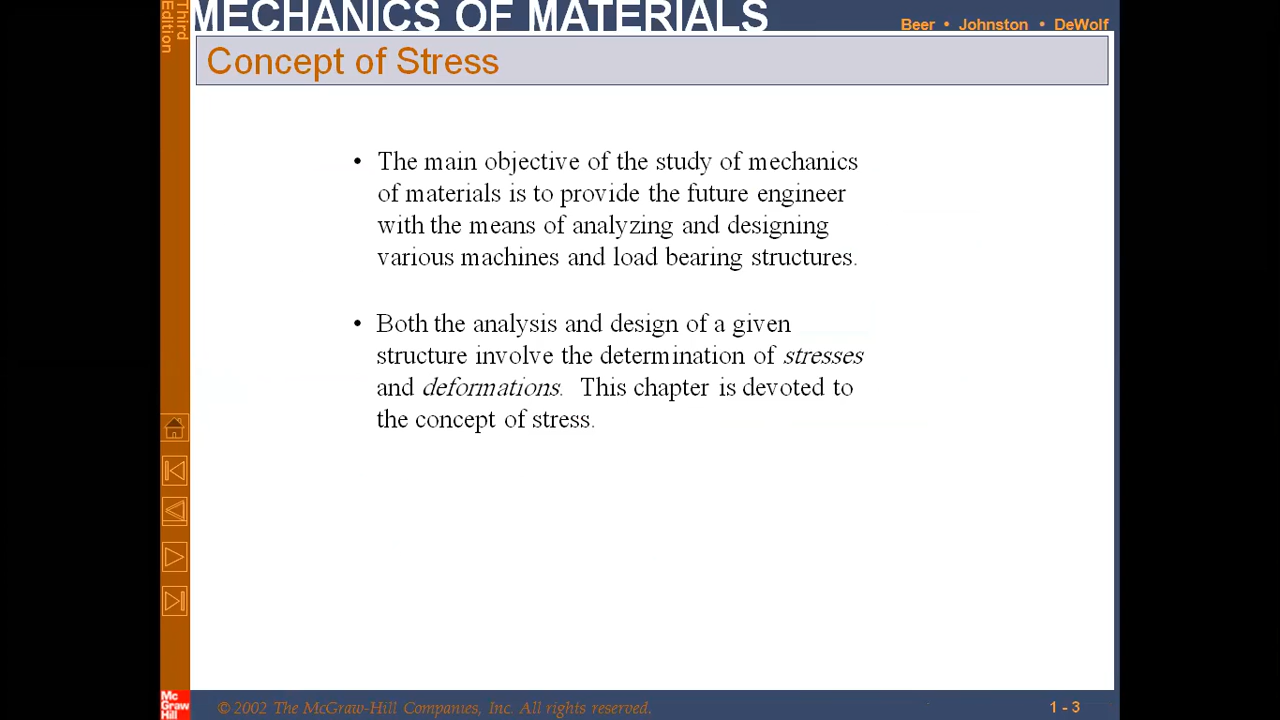 MECHANICS OF MATERIALS
Beer • Johnston • DeWolf
Third
Edition
Concept of Stress
• The main objective of the study of mechanics
of materials is to provide the future engineer
with the means of analyzing and designing
various machines and load bearing structures.
• Both the analysis and design of a given
structure involve the determination of stresses
and deformations. This chapter is devoted to
the concept of stress.
Mc
Graw
Hill
© 2002 The McGraw-Hill Companies, Inc. All rights reserved.
1 - 3